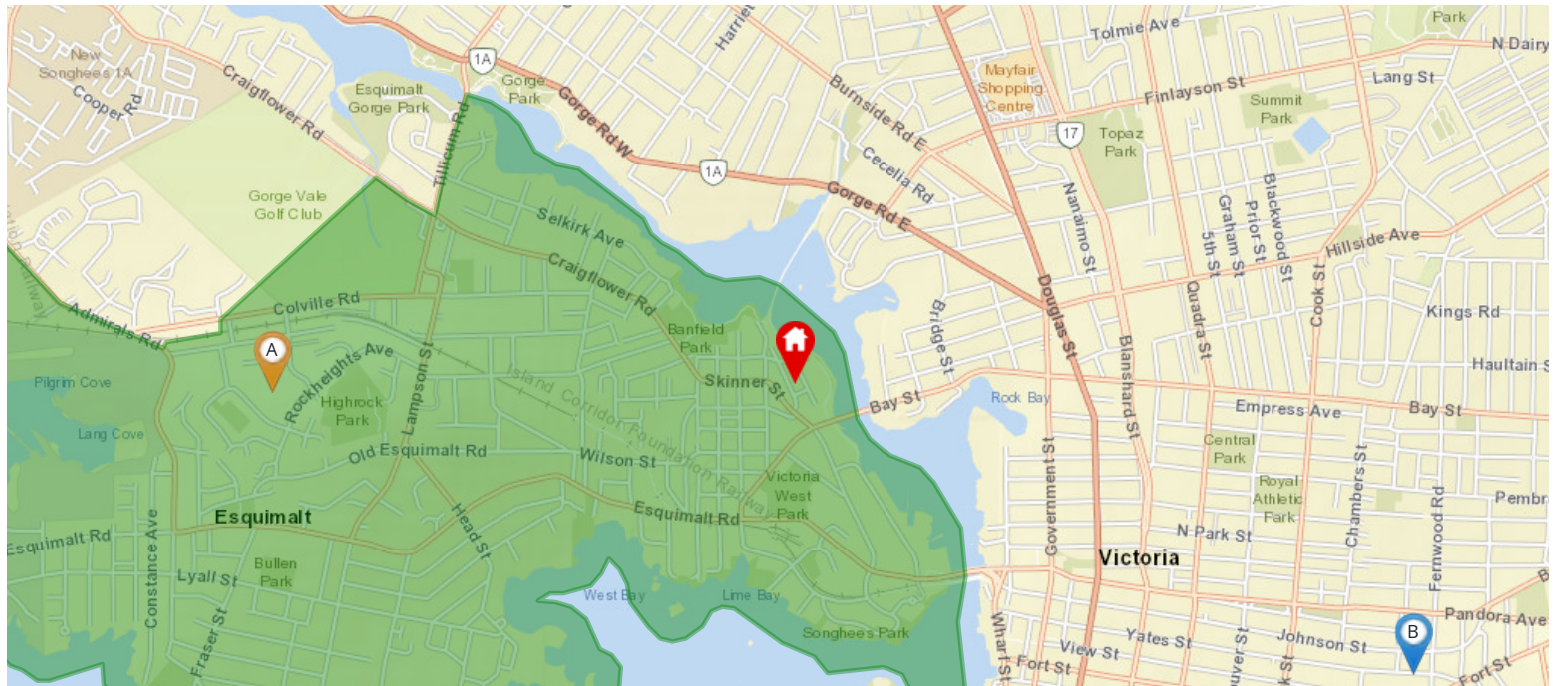 Park
Tolmie Ave
N Dairy
New
Songhees 1A
1A
Harriet
Mayfair
Shopping
Centre
Lang St
Craigflower Rd
Cooper Rd
Esquimalt
Gorge Park
Gorge
Park
Burnside Rd E
Finlayson St
Summit
Park
Gorge Rd W
17
Topaz
Park
Tillicum Rd
1A
Cecelia Rd
Gorge Vale
Golf Club
Gorge Rd E
Nanaimo St
Blackwood St
Prior St
Graham St
5th St
Selkirk Ave
Hillside Ave
Craigflower Rd
Douglas St
Colville Rd
Quadra St
Cook St
Kings Rd
Admirals Rd
Banfield
Park
Bridge St
Blanshard St
A
Rockheights Ave
Lampson St
Haultain S
Pilgrim Cove
Skinner St
Island Corridor Foundation Railway
Highrock
Park
Bay St
Rock Bay
Empress Ave
Bay St
Lang Cove
Central
Park
Old Esquimalt Rd
Wilson St
Government St
Chambers St
Victoria
West
Park
Royal
Athletic
Park
Fernwood Rd
Pembr
Esquimalt
Esquimalt Rd
Head St
N Park St
Esquimalt Rd
Constance Ave
Victoria
Bullen
Park
Lyall St
West Bay
Lime Bay
Fraser St
Songhees Park
Wharf St
Pandora Ave
Johnson St
B
Yates St
View St
Fort St
uver St
k St
Fort St